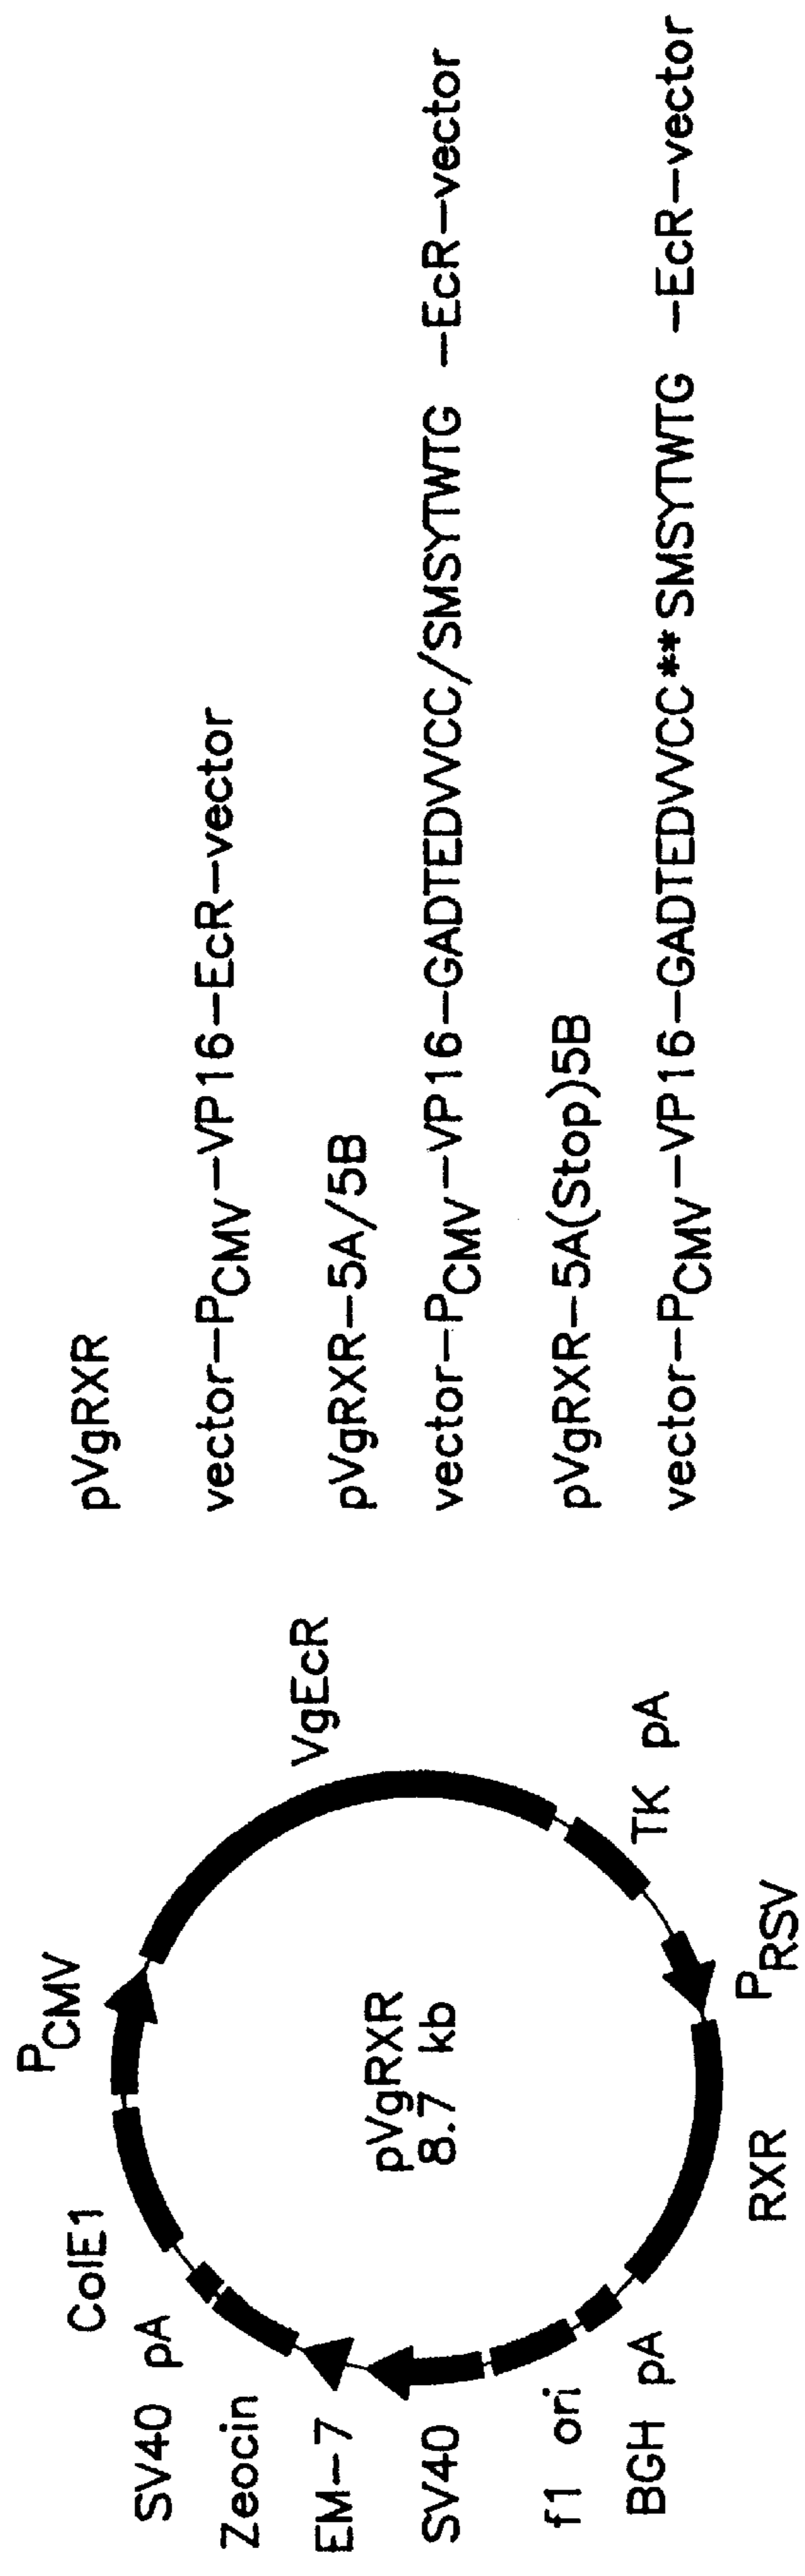 PCMV
VgEcR
TK pA
PRSV
RXR
BGH pA
f1 ori
SV40
EM-7
Zeocin
SV40 pA
ColE1
pVgRXR
8.7 kb
pVgRXR
vector-PCMV-VP16-EcR-vector
pVgRXR-5A/5B
vector-PCMV-VP16-GADTEDVVCC/SMSYTWTG -EcR-vector
pVgRXR-5A(Stop)5B
vector-PCMV-VP16-GADTEDVVCC**SMSYTWTG -EcR-vector